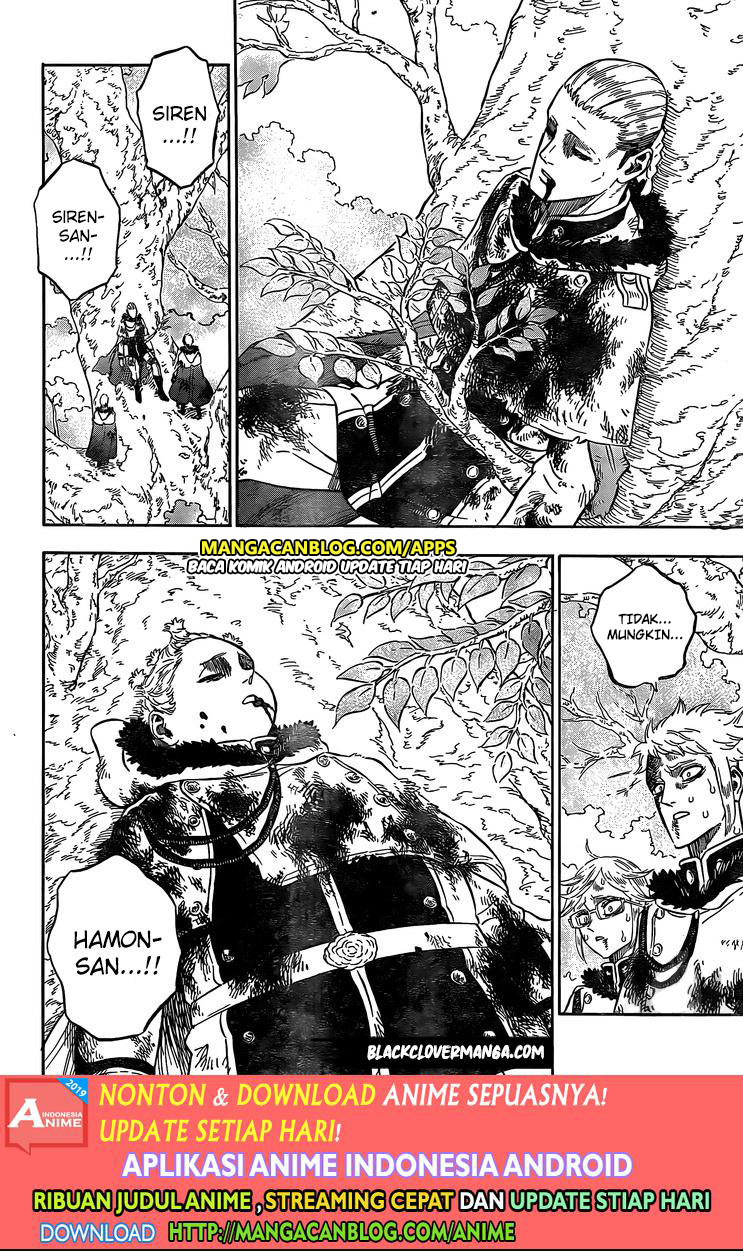 SIREN
...!!
SIREN-
SAN-
...!!
MANGACANBLOG.COM/APPS
BACA KOMIK ANDROID UPDATE TIAP HARI
TIDAK...
MUNGKIN...
HAMON-
SAN...!!
BLACKCLOVERMANGA.COM
2019
INDONESIA
ANIME
NONTON & DOWNLOAD ANIME SEPUASNYA!
UPDATE SETIAP HARI!
APLIKASI ANIME INDONESIA ANDROID
RIBUAN JUDUL ANIME, STREAMING CEPAT DAN UPDATE STIAP HARI
DOWNLOAD HTTP://MANGACANBLOG.COM/ANIME